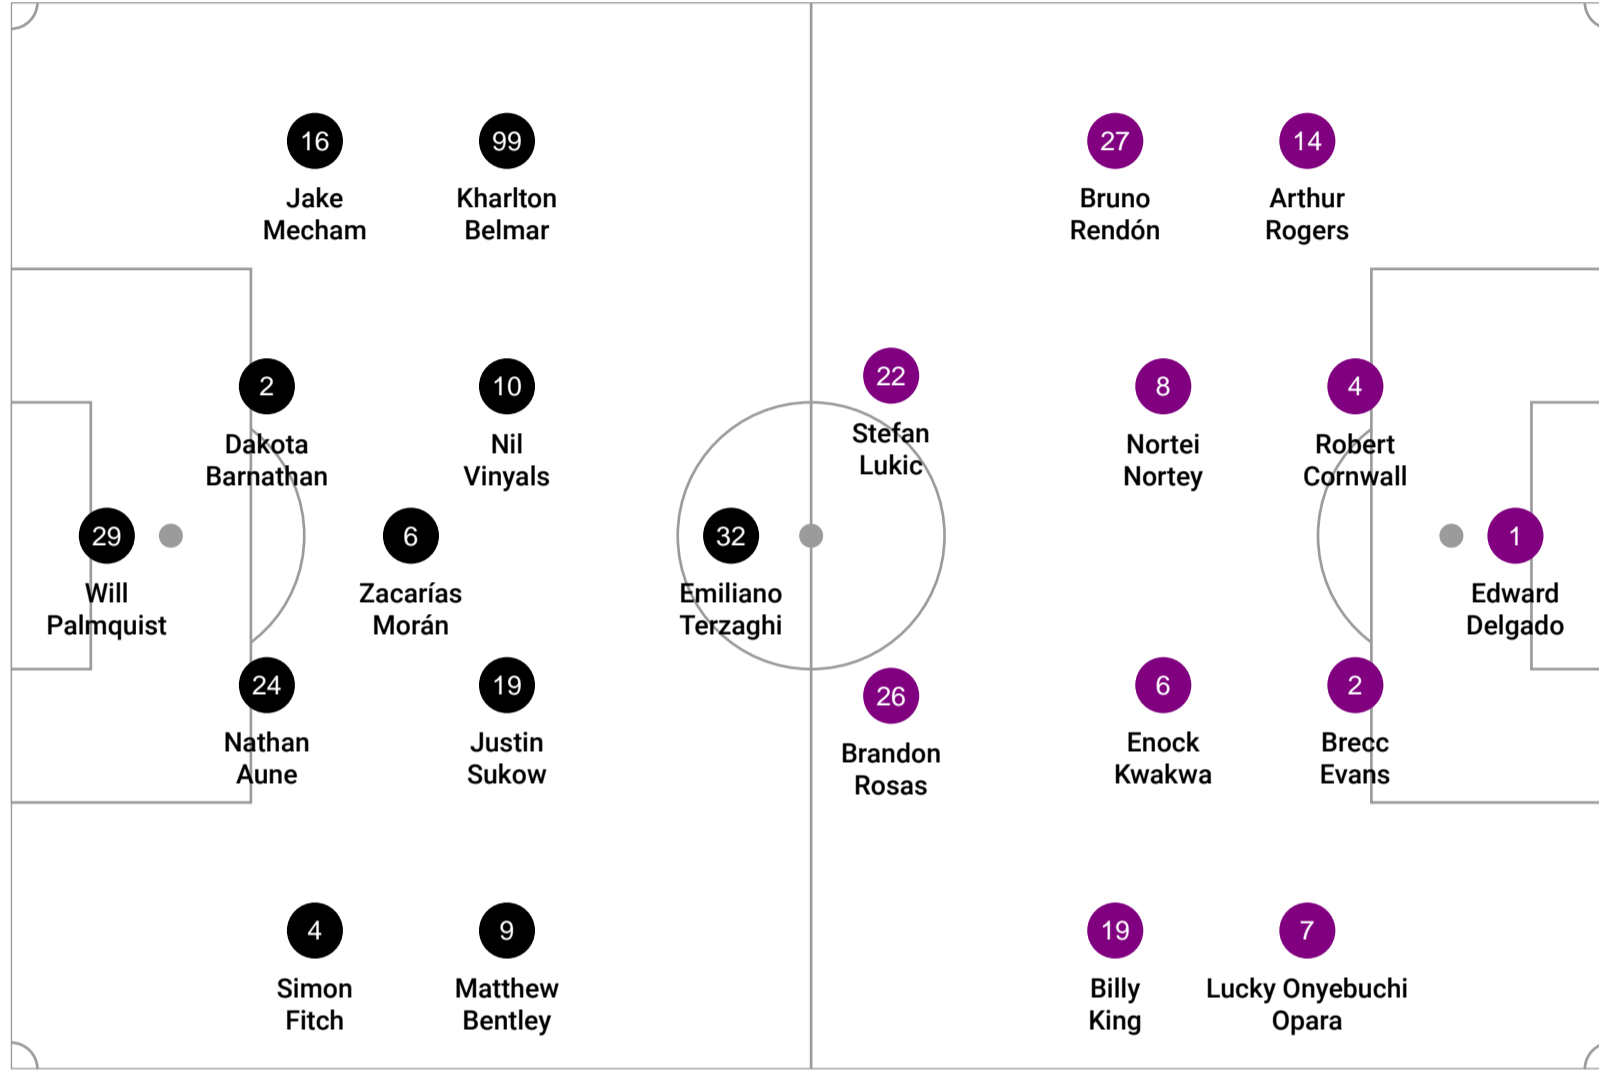 16
Jake
Mecham
99
Kharlton
Belmar
27
Bruno
Rendón
14
Arthur
Rogers
2
Dakota
Barnathan
10
Nil
Vinyals
22
Stefan
Lukic
8
Nortei
Nortey
4
Robert
Cornwall
29
Will
Palmquist
6
Zacarías
Morán
32
Emiliano
Terzaghi
1
Edward
Delgado
24
Nathan
Aune
19
Justin
Sukow
26
Brandon
Rosas
6
Enock
Kwakwa
2
Brecc
Evans
4
Simon
Fitch
9
Matthew
Bentley
19
Billy
King
7
Lucky Onyebuchi
Opara